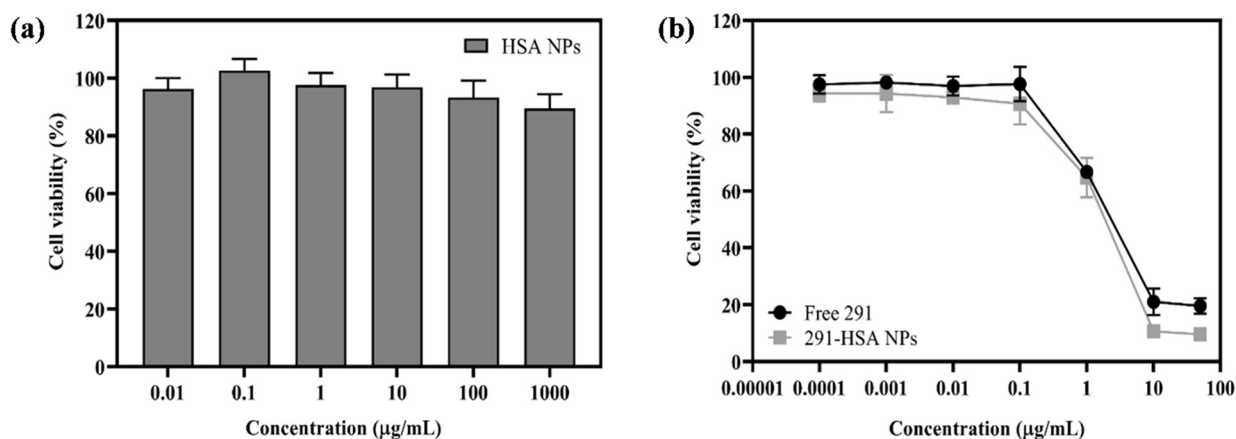 (a)
120
100
80
60
40
20
0
Cell viability (%)
HSA NPs
0.01 0.1 1 10 100 1000
Concentration (μg/mL)
(b)
120
100
80
60
40
20
0
Cell viability (%)
Free 291
291-HSA NPs
0.00001 0.0001 0.001 0.01 0.1 1 10 100
Concentration (μg/mL)